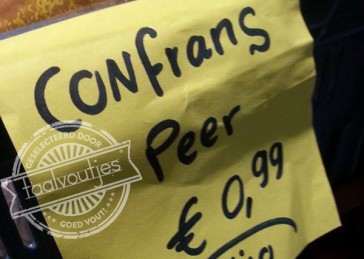 CONfrans
Peer
€ 0,99
GESELECTEERD DOOR
taalvoutjes
GOED VOUT!